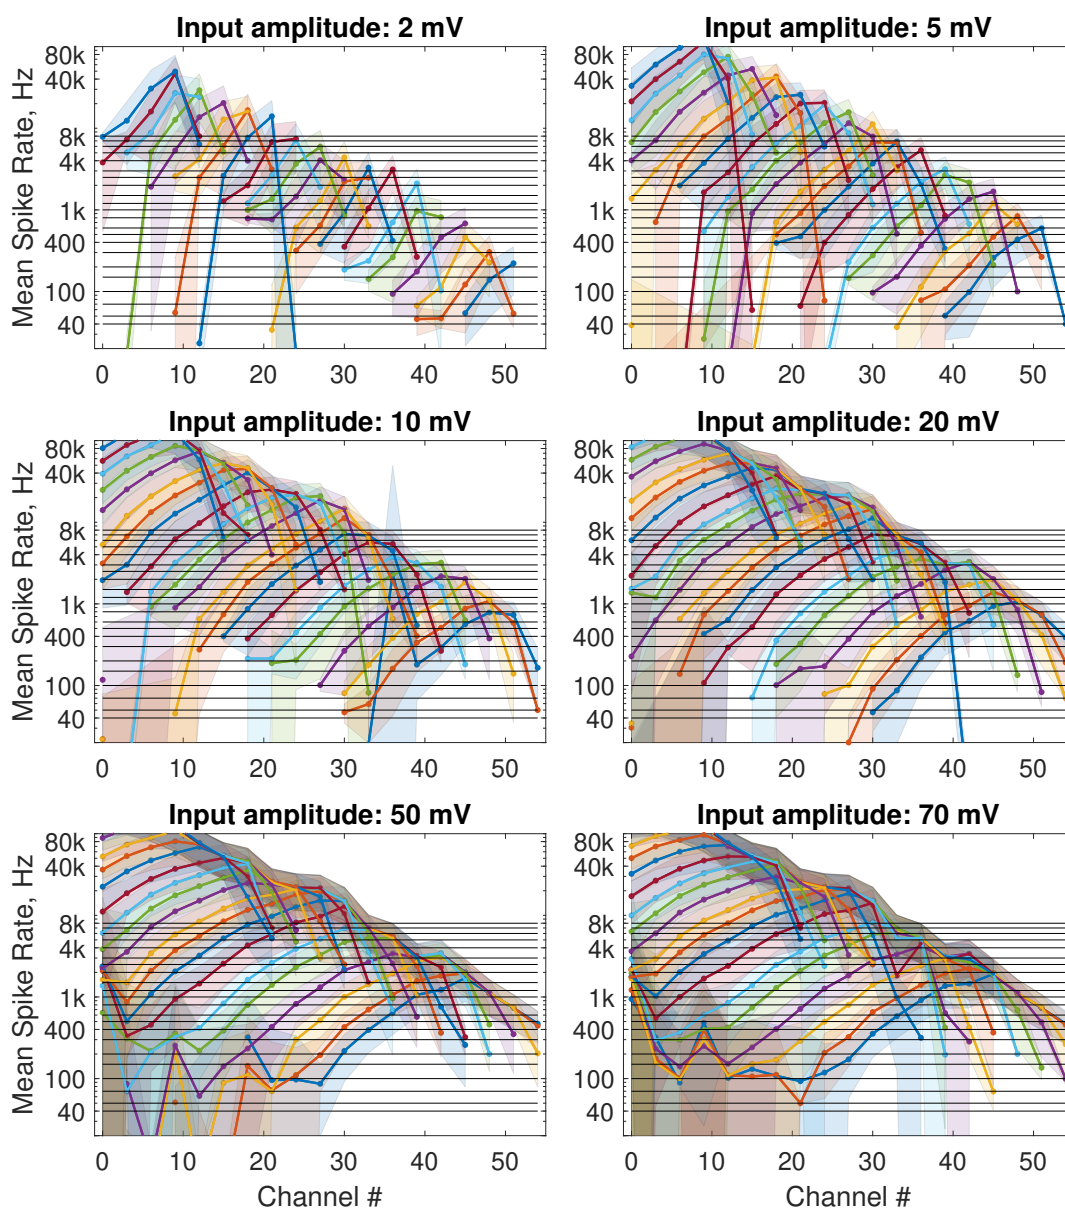 Input amplitude: 2 mV
Input amplitude: 5 mV
Mean Spike Rate, Hz
80k
40k
8k
4k
1k
400
100
40
80k
40k
8k
4k
1k
400
100
40
0 10 20 30 40 50
0 10 20 30 40 50
Input amplitude: 10 mV
Input amplitude: 20 mV
Mean Spike Rate, Hz
80k
40k
8k
4k
1k
400
100
40
80k
40k
8k
4k
1k
400
100
40
0 10 20 30 40 50
0 10 20 30 40 50
Input amplitude: 50 mV
Input amplitude: 70 mV
Mean Spike Rate, Hz
80k
40k
8k
4k
1k
400
100
40
80k
40k
8k
4k
1k
400
100
40
0 10 20 30 40 50
0 10 20 30 40 50
Channel #
Channel #